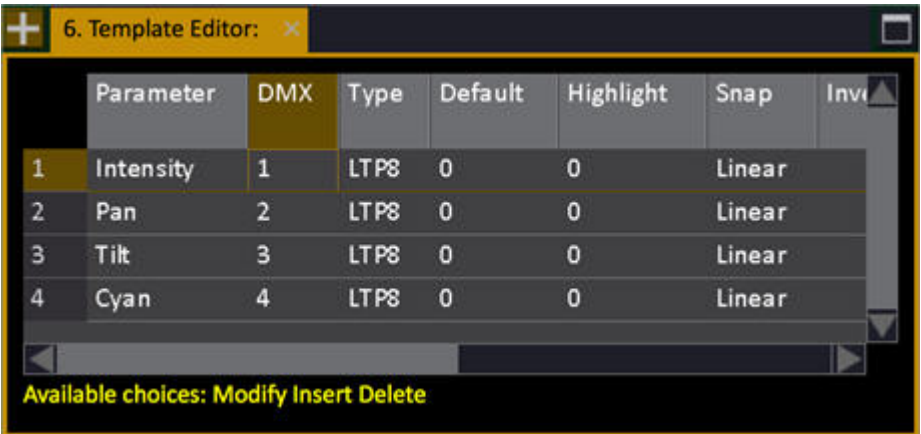 6. Template Editor:
Parameter DMX Type Default Highlight Snap
1 Intensity 1 LTP8 0 0 Linear
2 Pan 2 LTP8 0 0 Linear
3 Tilt 3 LTP8 0 0 Linear
4 Cyan 4 LTP8 0 0 Linear
Available choices: Modify Insert Delete